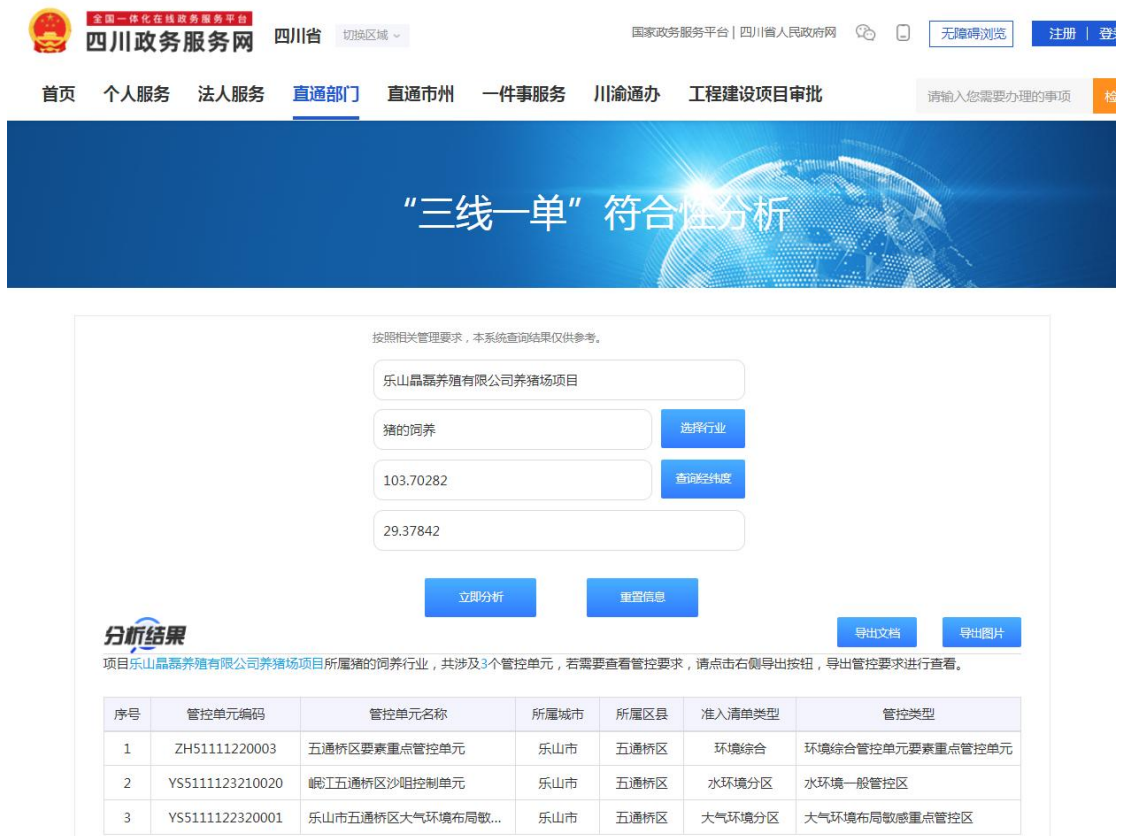 全国一体化在线政务服务平台
四川政务服务网 四川省 切换区域 国家政务服务平台 | 四川省人民政府网 无障碍浏览 注册 |
首页 个人服务 法人服务 直通部门 直通市州 一件事服务 川渝通办 工程建设项目审批 请输入您需要办理的事项
“三线一单”符合性分析
按照相关管理要求，本系统查询结果仅供参考。
乐山晶磊养殖有限公司养猪场项目
猪的饲养 选择行业
103.70282 查询经纬度
29.37842
立即分析 重置信息
分析结果 导出文档 导出图片
项目乐山晶磊养殖有限公司养猪场项目所属猪的饲养行业，共涉及3个管控单元，若需要查看管控要求，请点击右侧导出按钮，导出管控要求进行查看。
序号 管控单元编码 管控单元名称 所属城市 所属区县 准入清单类型 管控类型
1 ZH51111220003 五通桥区要素重点管控单元 乐山市 五通桥区 环境综合 环境综合管控单元要素重点管控单元
2 YS5111123210020 岷江五通桥区沙咀控制单元 乐山市 五通桥区 水环境分区 水环境一般管控区
3 YS5111122320001 乐山市五通桥区大气环境布局敏... 乐山市 五通桥区 大气环境分区 大气环境布局敏感重点管控区